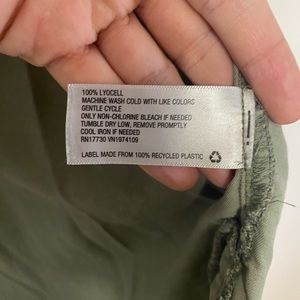 100% LYOCELL
MACHINE WASH COLD WITH LIKE COLORS
GENTLE CYCLE
ONLY NON-CHLORINE BLEACH IF NEEDED
TUMBLE DRY LOW, REMOVE PROMPTLY
COOL IRON IF NEEDED
RN17730 VN1974109
LABEL MADE FROM 100% RECYCLED PLASTIC